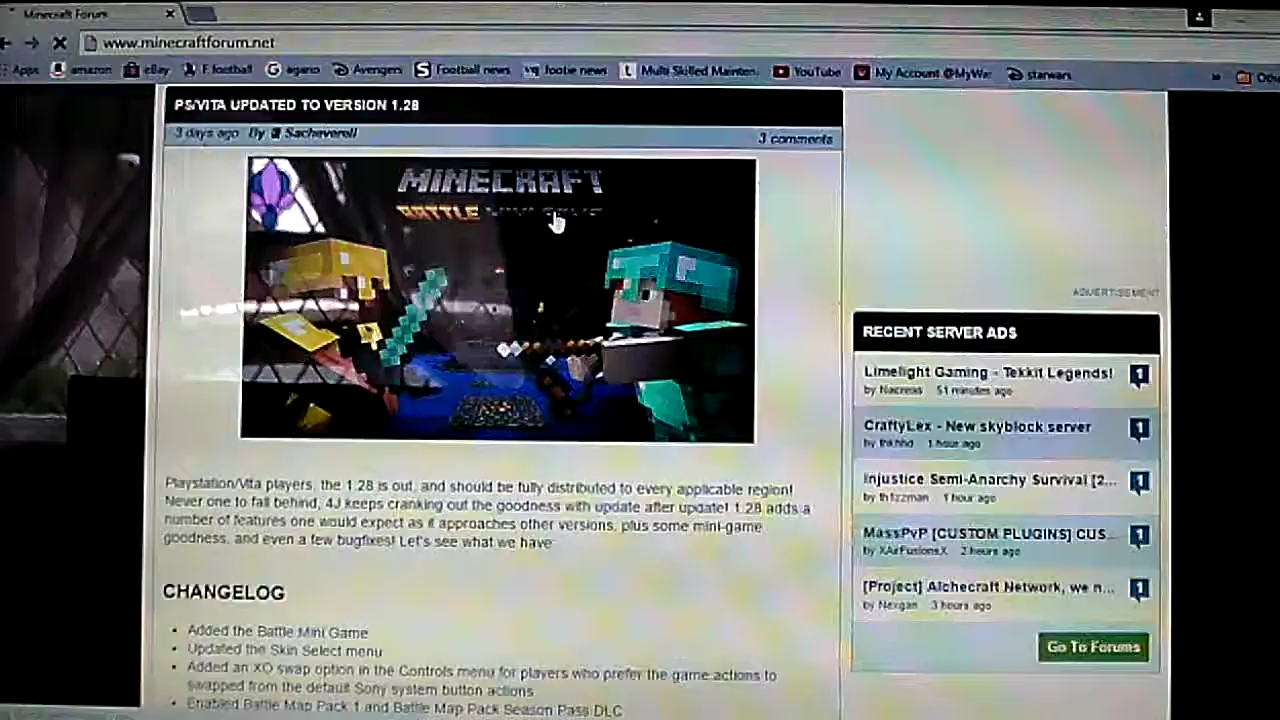 Minecraft Forum
www.minecraftforum.net
Apps amazon eBay F football agario Avengers Football news footie news Multi Skilled Mainten. YouTube My Account @MyWa starwars
PS/VITA UPDATED TO VERSION 1.28
3 days ago By Sacheverell
3 comments
MINECRAFT
BATTLE
ADVERTISEMENT
Playstation/Vita players, the 1.28 is out, and should be fully distributed to every applicable region!
Never one to fall behind, 4J keeps cranking out the goodness with update after update! 1.28 adds a
number of features one would expect as it approaches other versions, plus some mini-game
goodness, and even a few bugfixes! Let's see what we have:
CHANGELOG
Added the Battle Mini Game
Updated the Skin Select menu
Added an XO swap option in the Controls menu for players who prefer the game actions to
swapped from the default Sony system button actions
Enabled Battle Map Pack 1 and Battle Map Pack Season Pass DLC
RECENT SERVER ADS
Limelight Gaming - Tekkit Legends!
by Nacreas 51 minutes ago
1
CraftyLex - New skyblock server
by thkhhd 1 hour ago
1
Injustice Semi-Anarchy Survival [2...
by th1zzman 1 hour ago
1
MassPvP [CUSTOM PLUGINS] CUS...
by XAirFusionsX 2 hours ago
1
[Project] Alchecraft Network, we n...
by Nexgan 3 hours ago
1
Go To Forums